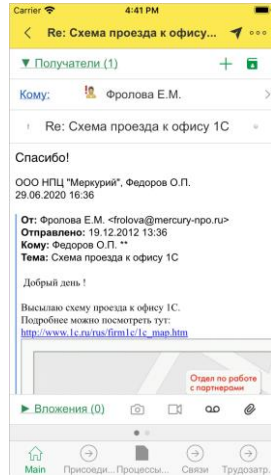 Carrier 4:41 PM
Re: Схема проезда к офису...
▼ Получатели (1)
Кому: Фролова Е.М.
! Re: Схема проезда к офису 1С
Спасибо!
ООО НПЦ "Меркурий", Федоров О.П.
29.06.2020 16:36
От: Фролова Е.М. <frolova@mercury-npo.ru>
Отправлено: 19.12.2012 13:36
Кому: Федоров О.П. **
Тема: Схема проезда к офису 1С
Добрый день !
Высылаю схему проезда к офису 1С.
Подробнее можно посмотреть тут:
http://www.1c.ru/rus/firm1c/1c_map.htm
Отдел по работе
с партнерами
► Вложения (0)
Main Присоеди... Процессы... Связи Трудозатр.